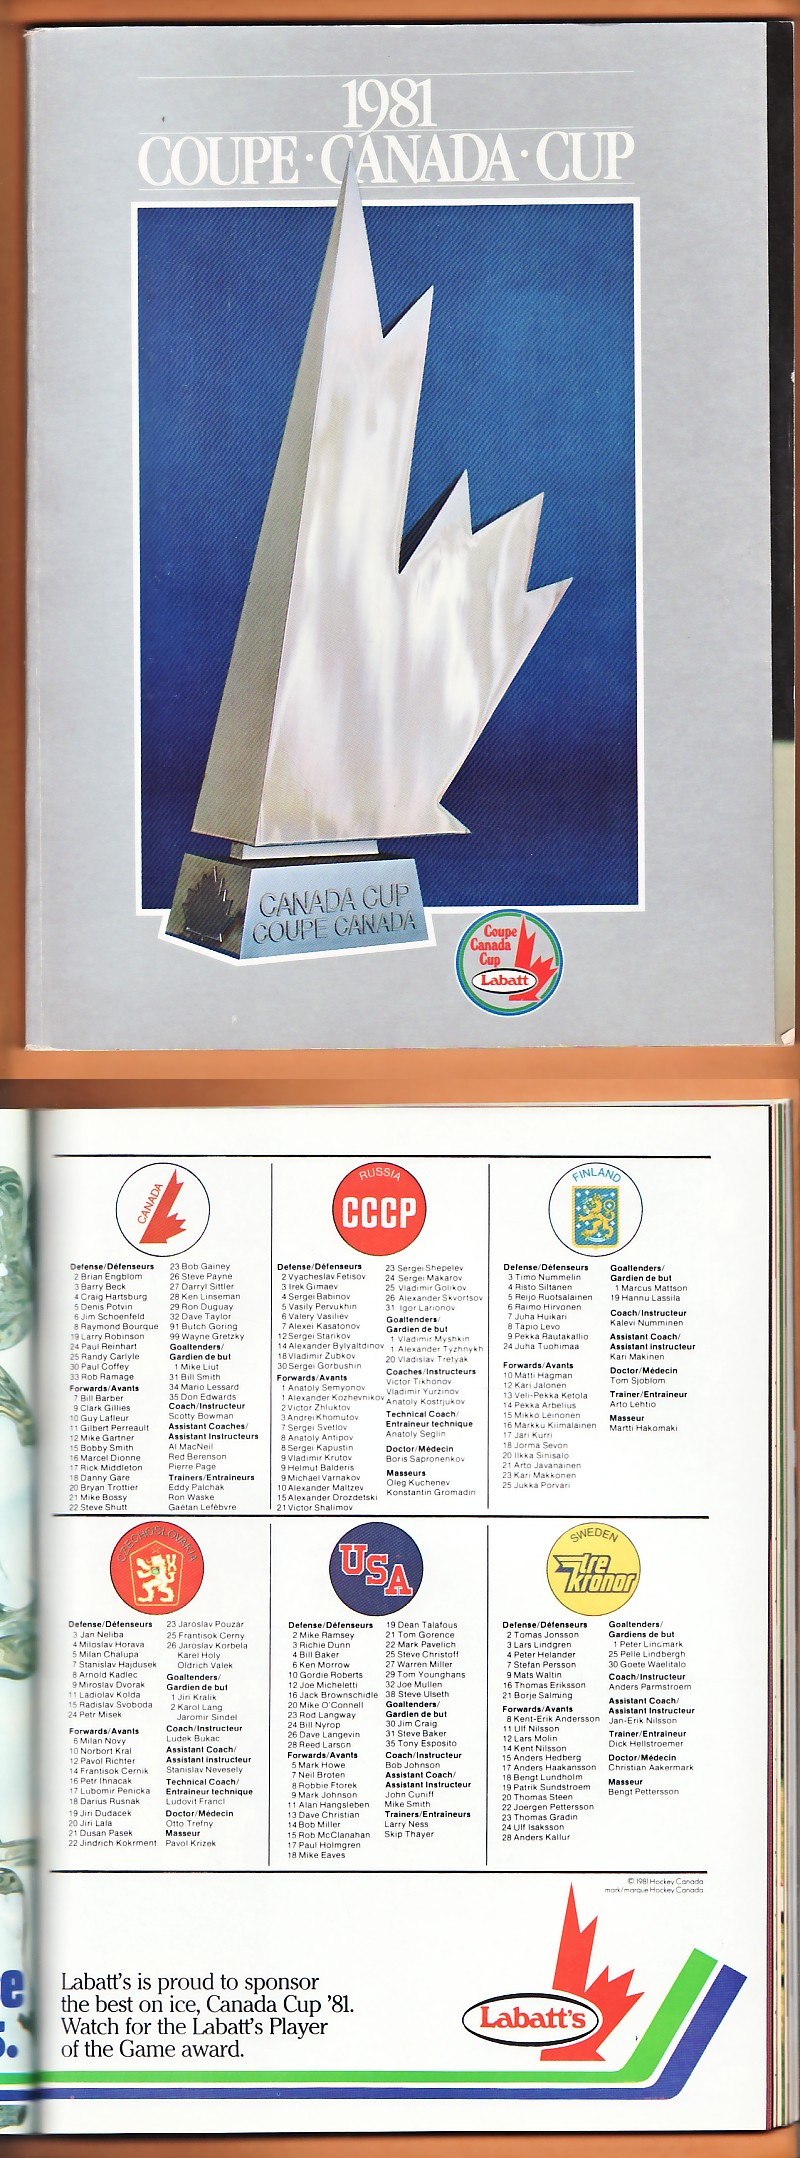 1981
COUPE · CANADA · CUP
CANADA CUP
COUPE CANADA
Coupe
Canada
Cup
Labatt
CANADA
Defense/Défenseurs
2 Brian Engblom
3 Barry Beck
4 Craig Hartsburg
5 Denis Potvin
6 Jim Schoenfeld
8 Raymond Bourque
19 Larry Robinson
24 Paul Reinhart
25 Randy Carlyle
30 Paul Coffey
33 Rob Ramage
Forwards/Avants
7 Bill Barber
9 Clark Gillies
10 Guy Lafleur
11 Gilbert Perreault
12 Mike Gartner
15 Bobby Smith
16 Marcel Dionne
17 Rick Middleton
18 Danny Gare
20 Bryan Trottier
21 Mike Bossy
22 Steve Shutt
23 Bob Gainey
26 Steve Payne
27 Darryl Sittler
28 Ken Linseman
29 Ron Duguay
32 Dave Taylor
91 Butch Goring
99 Wayne Gretzky
Goaltenders/
Gardien de but
1 Mike Liut
31 Bill Smith
34 Mario Lessard
35 Don Edwards
Coach/Instructeur
Scotty Bowman
Assistant Coaches/
Assistant Instructeurs
Al MacNeil
Red Berenson
Pierre Page
Trainers/Entraineurs
Eddy Palchak
Ron Waske
Gaétan Lefèbvre
RUSSIA
CCCP
Defense/Défenseurs
2 Vyacheslav Fetisov
3 Irek Gimaev
4 Sergei Babinov
5 Vasily Pervukhin
6 Valery Vasiliev
7 Alexei Kasatonov
12 Sergei Starikov
14 Alexander Bylyaltdinov
18 Vladimir Zubkov
30 Sergei Gorbushin
Forwards/Avants
1 Anatoly Semyonov
1 Alexander Kozhevnikov
2 Victor Zhluktov
3 Andrei Khomutov
7 Sergei Svetlov
8 Anatoly Antipov
8 Sergei Kapustin
9 Vladimir Krutov
9 Helmut Balderis
9 Michael Varnakov
10 Alexander Maltzev
15 Alexander Drozdetski
21 Victor Shalimov
23 Sergei Shepelev
24 Sergei Makarov
25 Vladimir Golikov
26 Alexander Skvortsov
31 Igor Larionov
Goaltenders/
Gardien de but
1 Vladimir Myshkin
1 Alexander Tyzhnykh
20 Vladislav Tretyak
Coaches/Instructeurs
Victor Tikhonov
Vladimir Yurzinov
Anatoly Kostrjukov
Technical Coach/
Entraineur technique
Anatoly Seglin
Doctor/Médecin
Boris Sapronenkov
Masseurs
Oleg Kuchenev
Konstantin Gromadin
FINLAND
Defense/Défenseurs
3 Timo Nummelin
4 Risto Siltanen
5 Reijo Ruotsalainen
6 Raimo Hirvonen
7 Juha Huikari
8 Tapio Levo
9 Pekka Rautakallio
24 Juha Tuohimaa
Forwards/Avants
10 Matti Hagman
12 Kari Jalonen
13 Veli-Pekka Ketola
14 Pekka Arbelius
15 Mikko Leinonen
16 Markku Kiimalainen
17 Jari Kurri
18 Jorma Sevon
20 Ilkka Sinisalo
21 Arto Javanainen
23 Kari Makkonen
25 Jukka Porvari
Goaltenders/
Gardien de but
1 Marcus Mattson
19 Hannu Lassila
Coach/Instructeur
Kalevi Numminen
Assistant Coach/
Assistant instructeur
Kari Makinen
Doctor/Médecin
Tom Sjoblom
Trainer/Entraineur
Arto Lehtio
Masseur
Martti Hakomaki
CZECHOSLOVAKIA
Defense/Défenseurs
3 Jan Neliba
4 Miloslav Horava
5 Milan Chalupa
7 Stanislav Hajdusek
8 Arnold Kadlec
9 Miroslav Dvorak
11 Ladiolav Kolda
15 Radislav Svoboda
24 Petr Misek
Forwards/Avants
6 Milan Novy
10 Norbort Kral
12 Pavol Richter
14 Frantisek Cernik
16 Petr Ihnacak
17 Lubomir Penicka
18 Darius Rusnak
19 Jiri Dudacek
20 Jiri Lala
21 Dusan Pasek
22 Jindrich Kokrment
23 Jaroslav Pouzar
25 Frantisok Cerny
26 Jaroslav Korbela
Karel Holy
Oldrich Valek
Goaltenders/
Gardien de but
1 Jiri Kralik
2 Karol Lang
Jaromir Sindel
Coach/Instructeur
Ludek Bukac
Assistant Coach/
Assistant instructeur
Stanislav Nevesely
Technical Coach/
Entraineur technique
Ludovit Francl
Doctor/Médecin
Otto Trefny
Masseur
Pavol Krizek
USA
Defense/Défenseurs
2 Mike Ramsey
3 Richie Dunn
4 Bill Baker
6 Ken Morrow
10 Gordie Roberts
12 Joe Micheletti
16 Jack Brownschidle
20 Mike O'Connell
23 Rod Langway
24 Bill Nyrop
26 Dave Langevin
28 Reed Larson
Forwards/Avants
5 Mark Howe
7 Neil Broten
8 Robbie Ftorek
9 Mark Johnson
11 Alan Hangsleben
13 Dave Christian
14 Bob Miller
15 Rob McClanahan
17 Paul Holmgren
18 Mike Eaves
19 Dean Talafous
21 Tom Gorence
22 Mark Pavelich
25 Steve Christoff
27 Warren Miller
29 Tom Younghans
32 Joe Mullen
38 Steve Ulseth
Goaltenders/
Gardien de but
30 Jim Craig
31 Steve Baker
35 Tony Esposito
Coach/Instructeur
Bob Johnson
Assistant Coach/
Assistant Instructeur
John Cuniff
Mike Smith
Trainers/Entraineurs
Larry Ness
Skip Thayer
SWEDEN
tre
kronor
Defense/Défenseurs
2 Tomas Jonsson
3 Lars Lindgren
4 Peter Helander
7 Stefan Persson
9 Mats Waltin
16 Thomas Eriksson
21 Borje Salming
Forwards/Avants
8 Kent-Erik Andersson
11 Ulf Nilsson
12 Lars Molin
14 Kent Nilsson
15 Anders Hedberg
17 Anders Haakansson
18 Bengt Lundholm
19 Patrik Sundstroem
20 Thomas Steen
22 Joergen Pettersson
23 Thomas Gradin
24 Ulf Isaksson
28 Anders Kallur
Goaltenders/
Gardiens de but
1 Peter Lincmark
25 Pelle Lindbergh
30 Goete Waelitalo
Coach/Instructeur
Anders Parmstroem
Assistant Coach/
Assistant instructeur
Jan-Erik Nilsson
Trainer/Entraineur
Dick Hellstroemer
Doctor/Médecin
Christian Aakermark
Masseur
Bengt Pettersson
© 1981 Hockey Canada
mark/marque Hockey Canada
Labatt's is proud to sponsor
the best on ice, Canada Cup '81.
Watch for the Labatt's Player
of the Game award.
Labatt's